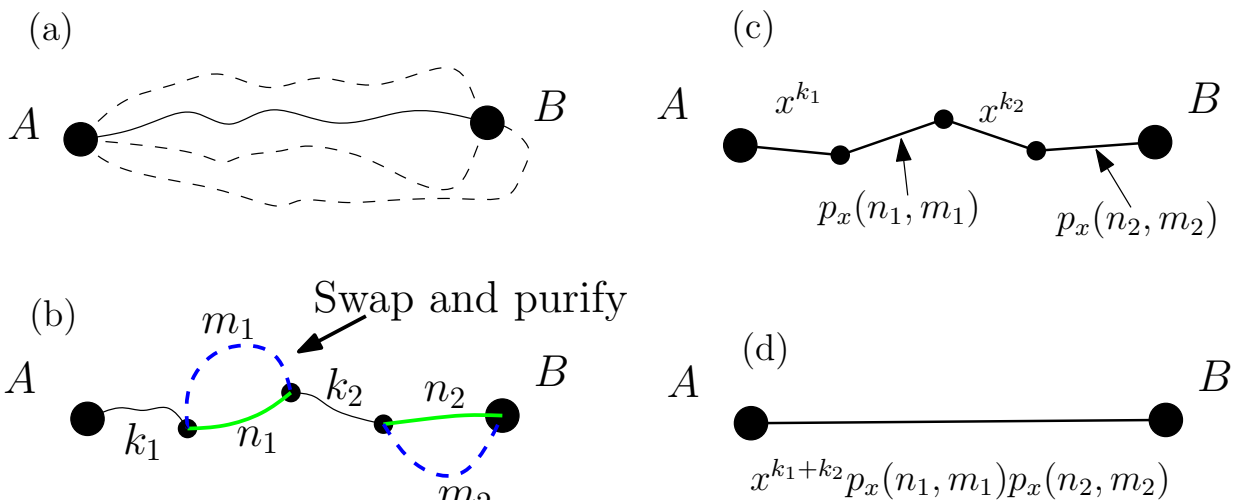 (a)
A
B
(b)
Swap and purify
A
m_1
B
k_1
n_1
k_2
n_2
m_2
(c)
A
x^{k_1}
x^{k_2}
B
p_x(n_1, m_1)
p_x(n_2, m_2)
(d)
A
B
x^{k_1+k_2}p_x(n_1, m_1)p_x(n_2, m_2)